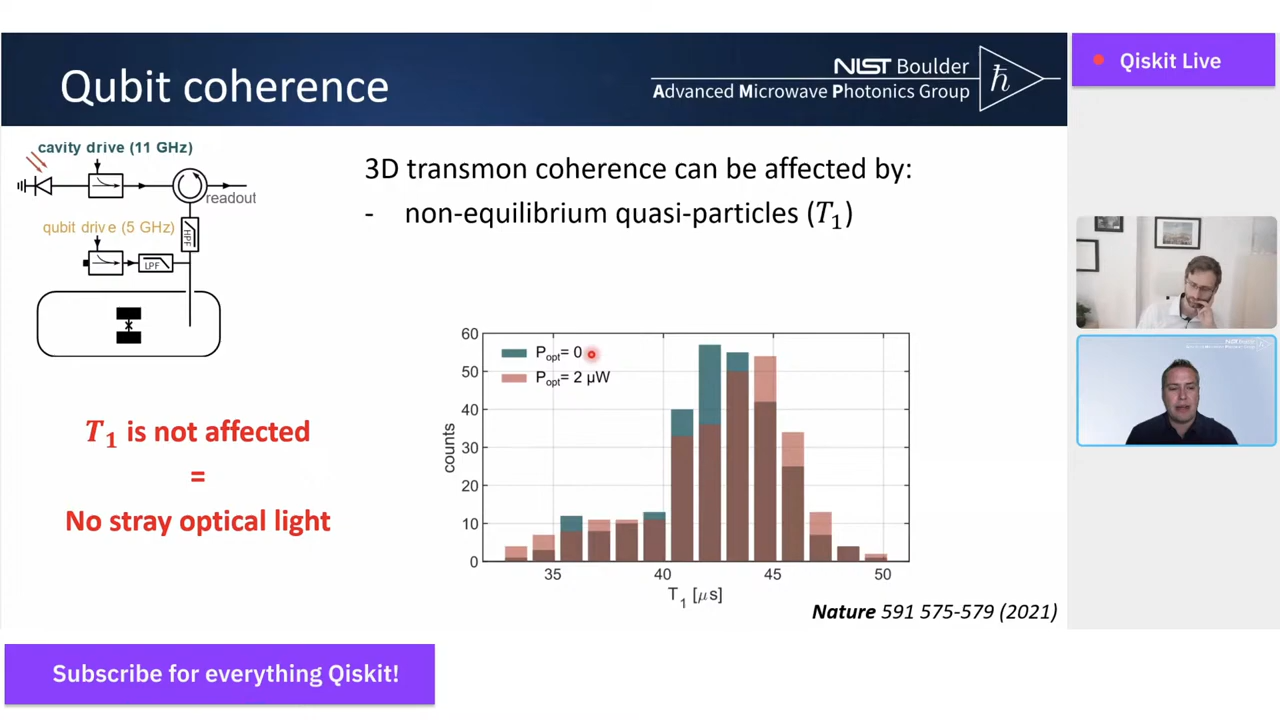 Qubit coherence
NIST Boulder
Advanced Microwave Photonics Group
ħ
Qiskit Live
cavity drive (11 GHz)
readout
qubit drive (5 GHz)
HPF
LPF
3D transmon coherence can be affected by:
- non-equilibrium quasi-particles (T₁)
T₁ is not affected
=
No stray optical light
60
50
40
30
20
10
0
counts
P_opt= 0
P_opt= 2 µW
35
40
45
50
T₁ [µs]
Nature 591 575-579 (2021)
Subscribe for everything Qiskit!